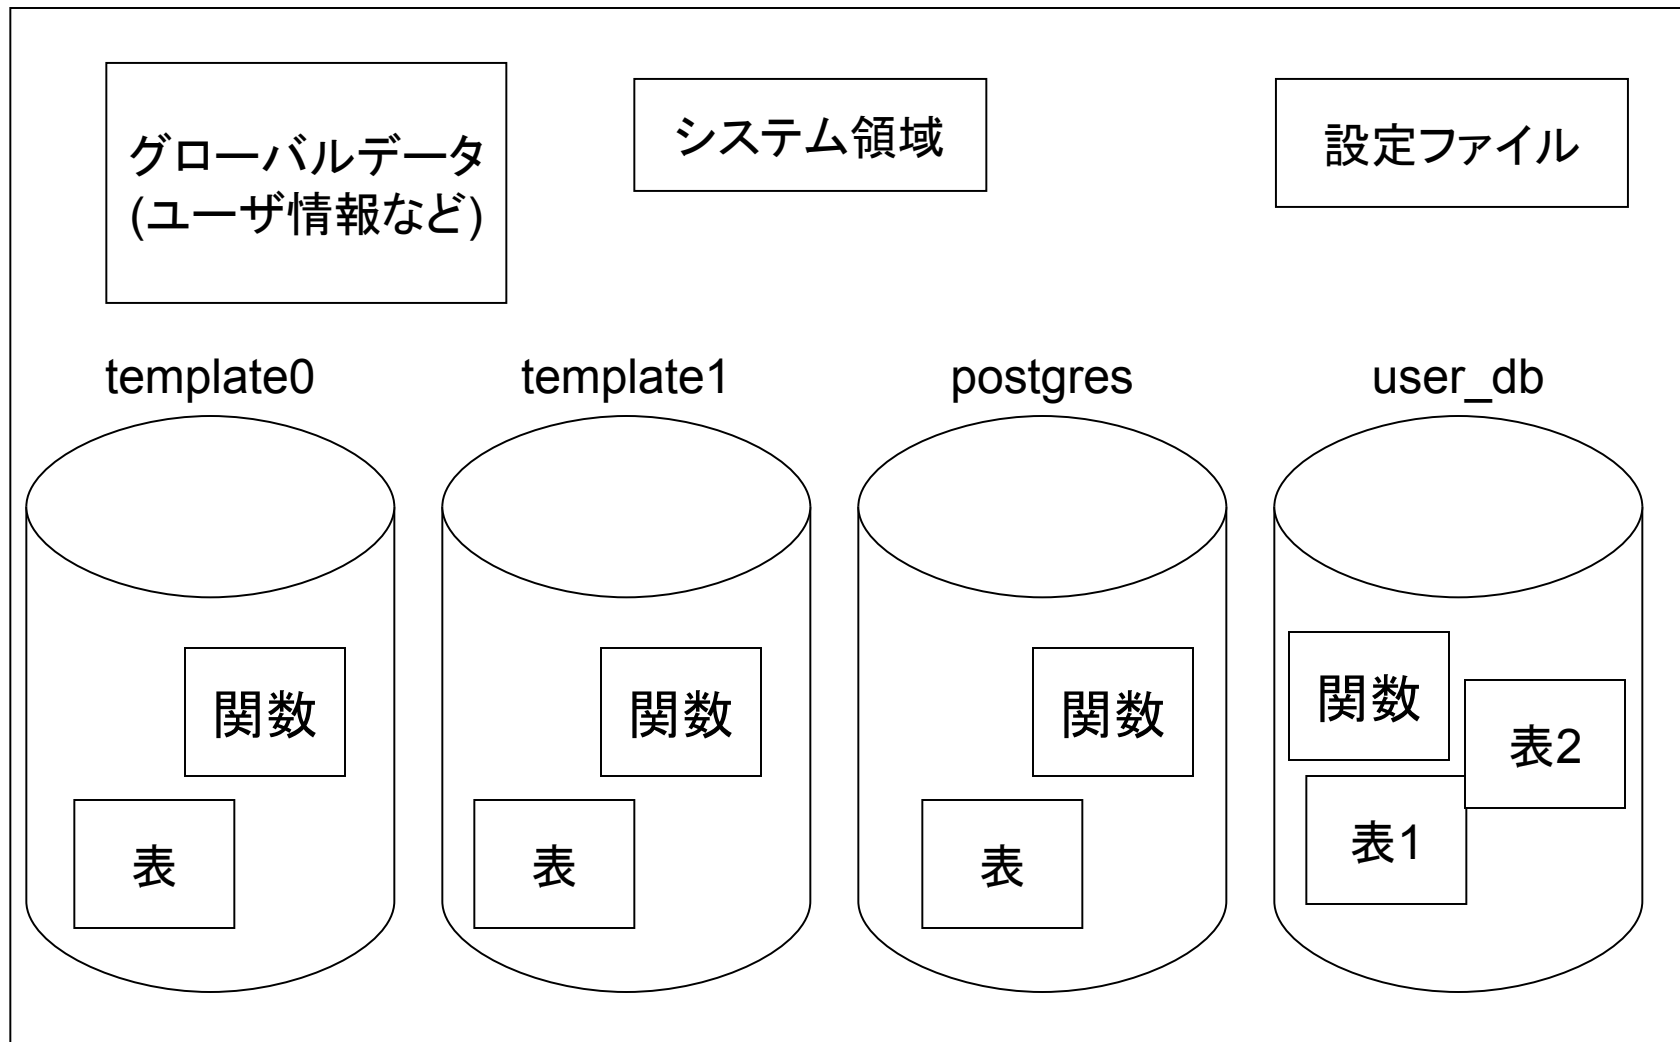 グローバルデータ
(ユーザ情報など)
システム領域
設定ファイル
template0
template1
postgres
user_db
関数
表
関数
表
関数
表
関数
表2
表1